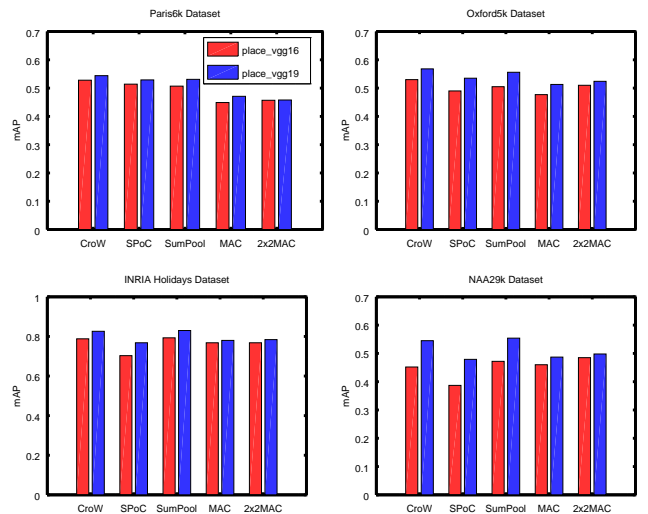 Paris6k Dataset
0.7
0.6
0.5
0.4
0.3
0.2
0.1
0
mAP
place_vgg16
place_vgg19
CroW SPoC SumPool MAC 2x2MAC
Oxford5k Dataset
0.7
0.6
0.5
0.4
0.3
0.2
0.1
0
mAP
CroW SPoC SumPool MAC 2x2MAC
INRIA Holidays Dataset
1
0.8
0.6
0.4
0.2
0
mAP
CroW SPoC SumPool MAC 2x2MAC
NAA29k Dataset
0.7
0.6
0.5
0.4
0.3
0.2
0.1
0
mAP
CroW SPoC SumPool MAC 2x2MAC